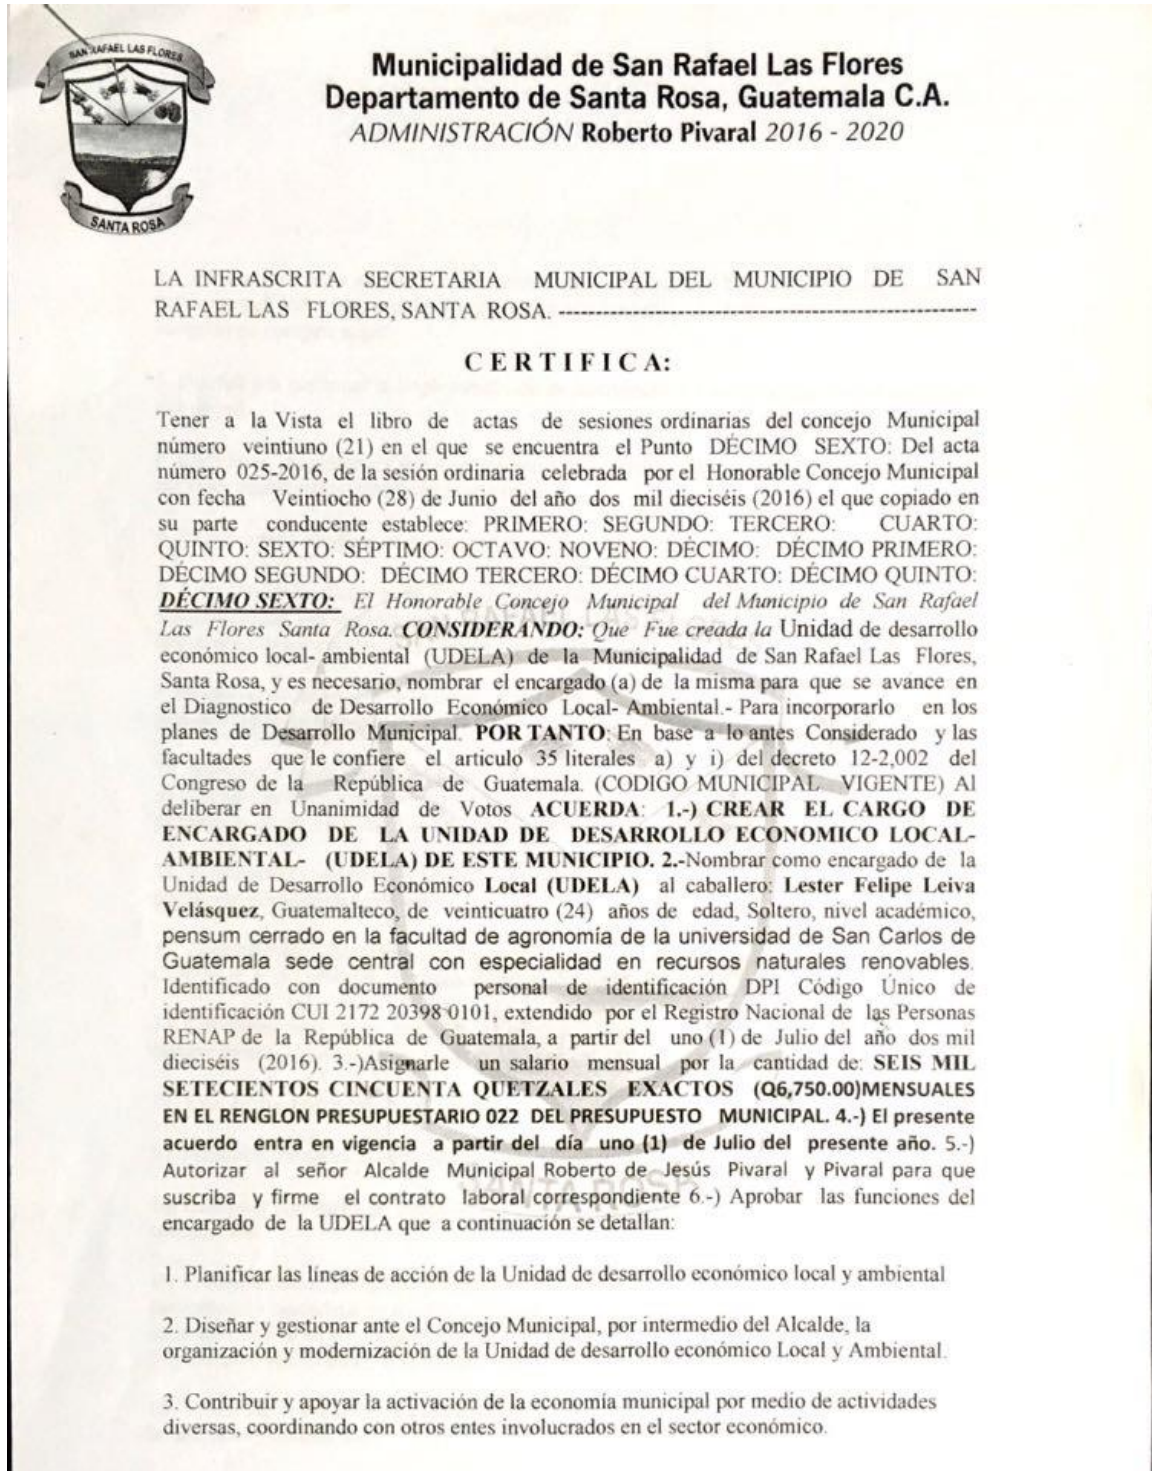 SAN RAFAEL LAS FLORES
SANTA ROSA
Municipalidad de San Rafael Las Flores
Departamento de Santa Rosa, Guatemala C.A.
ADMINISTRACIÓN Roberto Pivaral 2016 - 2020
LA INFRASCRITA SECRETARIA MUNICIPAL DEL MUNICIPIO DE SAN
RAFAEL LAS FLORES, SANTA ROSA. --------------------------------------------------------
CERTIFICA:
Tener a la Vista el libro de actas de sesiones ordinarias del concejo Municipal
número veintiuno (21) en el que se encuentra el Punto DÉCIMO SEXTO: Del acta
número 025-2016, de la sesión ordinaria celebrada por el Honorable Concejo Municipal
con fecha Veintiocho (28) de Junio del año dos mil dieciséis (2016) el que copiado en
su parte conducente establece: PRIMERO: SEGUNDO: TERCERO: CUARTO:
QUINTO: SEXTO: SÉPTIMO: OCTAVO: NOVENO: DÉCIMO: DÉCIMO PRIMERO:
DÉCIMO SEGUNDO: DÉCIMO TERCERO: DÉCIMO CUARTO: DÉCIMO QUINTO:
DÉCIMO SEXTO: El Honorable Concejo Municipal del Municipio de San Rafael
Las Flores Santa Rosa. CONSIDERANDO: Que Fue creada la Unidad de desarrollo
económico local- ambiental (UDELA) de la Municipalidad de San Rafael Las Flores,
Santa Rosa, y es necesario, nombrar el encargado (a) de la misma para que se avance en
el Diagnostico de Desarrollo Económico Local- Ambiental.- Para incorporarlo en los
planes de Desarrollo Municipal. POR TANTO: En base a lo antes Considerado y las
facultades que le confiere el articulo 35 literales a) y i) del decreto 12-2,002 del
Congreso de la República de Guatemala. (CODIGO MUNICIPAL VIGENTE) Al
deliberar en Unanimidad de Votos ACUERDA: 1.-) CREAR EL CARGO DE
ENCARGADO DE LA UNIDAD DE DESARROLLO ECONOMICO LOCAL-
AMBIENTAL- (UDELA) DE ESTE MUNICIPIO. 2.-Nombrar como encargado de la
Unidad de Desarrollo Económico Local (UDELA) al caballero: Lester Felipe Leiva
Velásquez, Guatemalteco, de veinticuatro (24) años de edad, Soltero, nivel académico,
pensum cerrado en la facultad de agronomía de la universidad de San Carlos de
Guatemala sede central con especialidad en recursos naturales renovables.
Identificado con documento personal de identificación DPI Código Único de
identificación CUI 2172 20398 0101, extendido por el Registro Nacional de las Personas
RENAP de la República de Guatemala, a partir del uno (1) de Julio del año dos mil
dieciséis (2016). 3.-)Asignarle un salario mensual por la cantidad de: SEIS MIL
SETECIENTOS CINCUENTA QUETZALES EXACTOS (Q6,750.00)MENSUALES
EN EL RENGLON PRESUPUESTARIO 022 DEL PRESUPUESTO MUNICIPAL. 4.-) El presente
acuerdo entra en vigencia a partir del día uno (1) de Julio del presente año. 5.-)
Autorizar al señor Alcalde Municipal Roberto de Jesús Pivaral y Pivaral para que
suscriba y firme el contrato laboral correspondiente 6.-) Aprobar las funciones del
encargado de la UDELA que a continuación se detallan:
1. Planificar las líneas de acción de la Unidad de desarrollo económico local y ambiental
2. Diseñar y gestionar ante el Concejo Municipal, por intermedio del Alcalde, la
organización y modernización de la Unidad de desarrollo económico Local y Ambiental.
3. Contribuir y apoyar la activación de la economía municipal por medio de actividades
diversas, coordinando con otros entes involucrados en el sector económico.